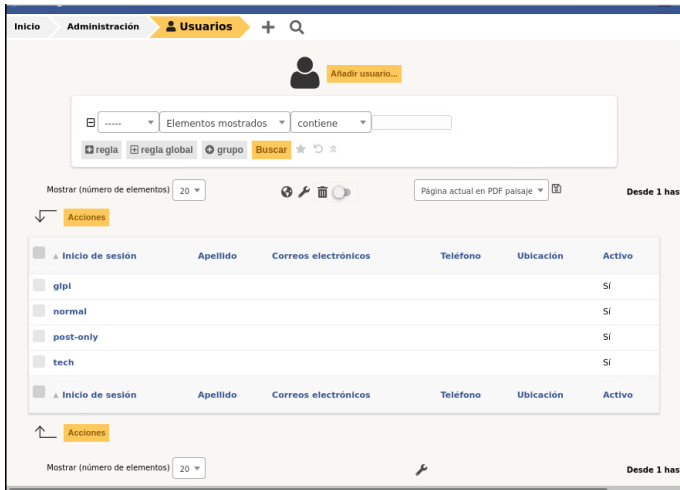 Inicio Administración Usuarios
Añadir usuario...
----- Elementos mostrados contiene
regla regla global grupo Buscar
Mostrar (número de elementos) 20 Página actual en PDF paisaje Desde 1 has
Acciones
Inicio de sesión Apellido Correos electrónicos Teléfono Ubicación Activo
glpi Sí
normal Sí
post-only Sí
tech Sí
Inicio de sesión Apellido Correos electrónicos Teléfono Ubicación Activo
Acciones
Mostrar (número de elementos) 20 Desde 1 has